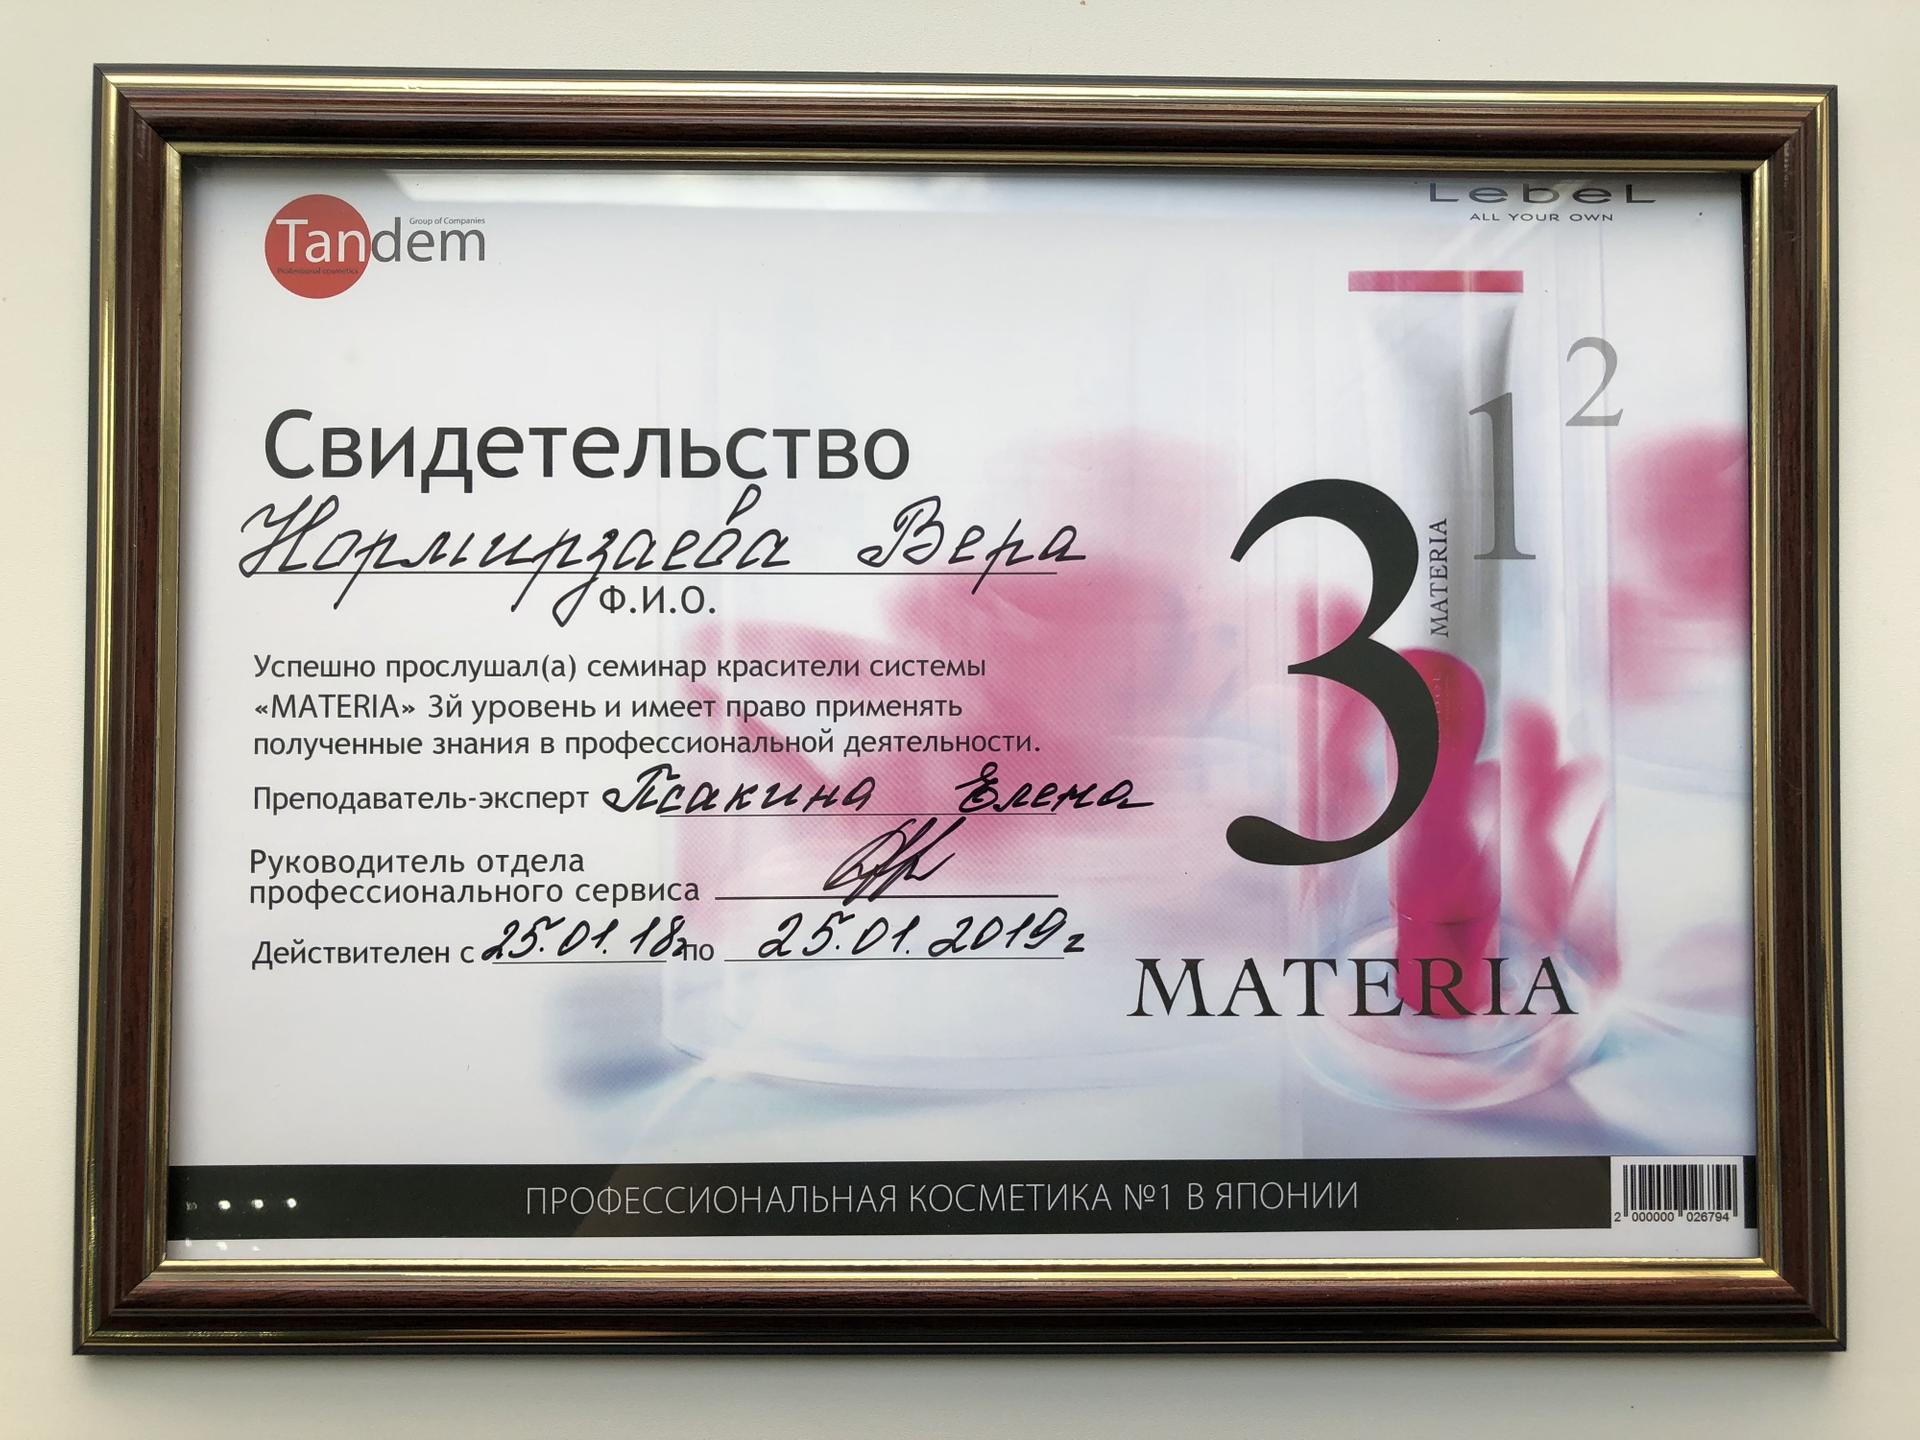 Tandem
Group of Companies
Professional cosmetics
LebeL
ALL YOUR OWN
Свидетельство
Нормирзаева Вера
Ф.И.О.
Успешно прослушал(а) семинар красители системы
«MATERIA» 3й уровень и имеет право применять
полученные знания в профессиональной деятельности.
Преподаватель-эксперт Псакина Елена
Руководитель отдела
профессионального сервиса
Действителен с 25.01.18г по 25.01.2019г
3
1
2
MATERIA
MATERIA
ПРОФЕССИОНАЛЬНАЯ КОСМЕТИКА №1 В ЯПОНИИ
2 000000 026794